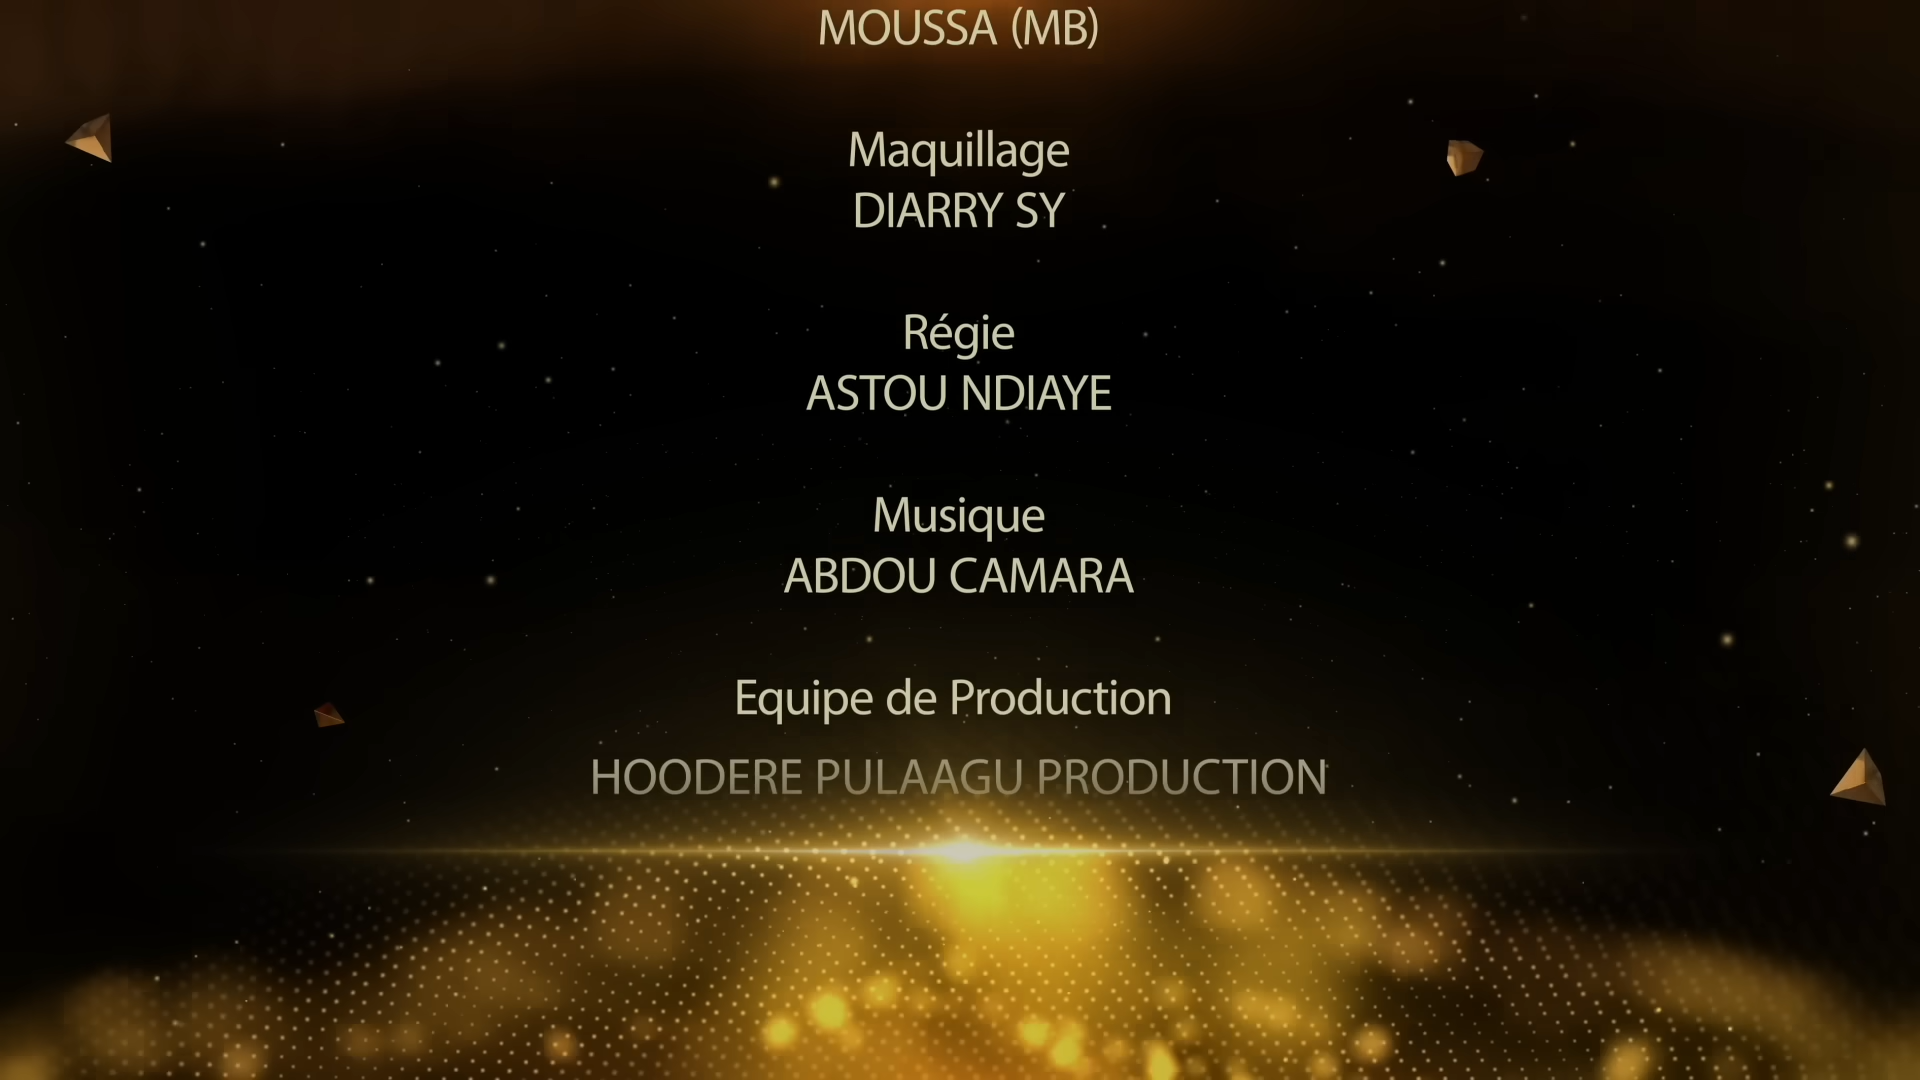 MOUSSA (MB)
Maquillage
DIARRY SY
Régie
ASTOU NDIAYE
Musique
ABDOU CAMARA
Equipe de Production
HOODERE PULAAGU PRODUCTION